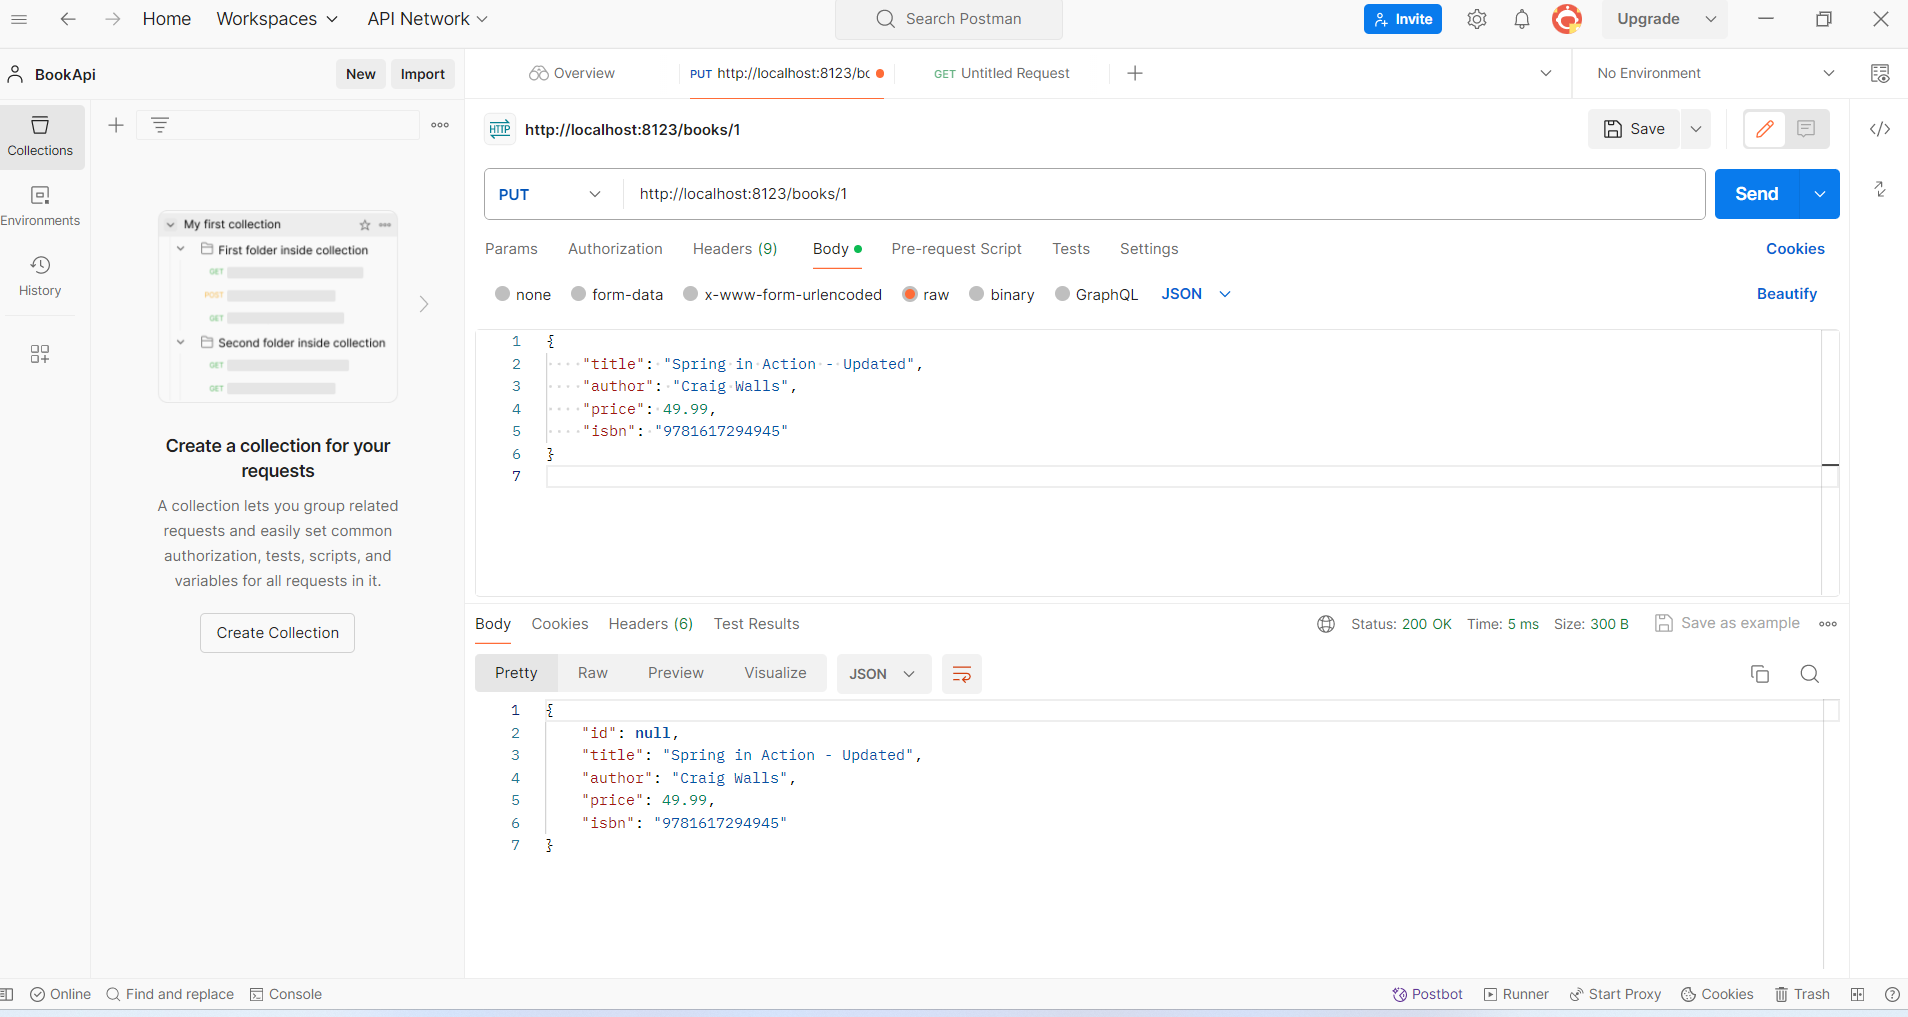 Home Workspaces API Network Search Postman Invite Upgrade
BookApi New Import Overview PUT http://localhost:8123/bo GET Untitled Request No Environment
Collections
Environments
History
My first collection
First folder inside collection
GET
POST
GET
Second folder inside collection
GET
GET
Create a collection for your
requests
A collection lets you group related
requests and easily set common
authorization, tests, scripts, and
variables for all requests in it.
Create Collection
HTTP http://localhost:8123/books/1 Save
PUT http://localhost:8123/books/1 Send
Params Authorization Headers (9) Body Pre-request Script Tests Settings Cookies
none form-data x-www-form-urlencoded raw binary GraphQL JSON Beautify
1 {
2 "title": "Spring in Action - Updated",
3 "author": "Craig Walls",
4 "price": 49.99,
5 "isbn": "9781617294945"
6 }
7
Body Cookies Headers (6) Test Results Status: 200 OK Time: 5 ms Size: 300 B Save as example
Pretty Raw Preview Visualize JSON
1 {
2 "id": null,
3 "title": "Spring in Action - Updated",
4 "author": "Craig Walls",
5 "price": 49.99,
6 "isbn": "9781617294945"
7 }
Online Find and replace Console Postbot Runner Start Proxy Cookies Trash